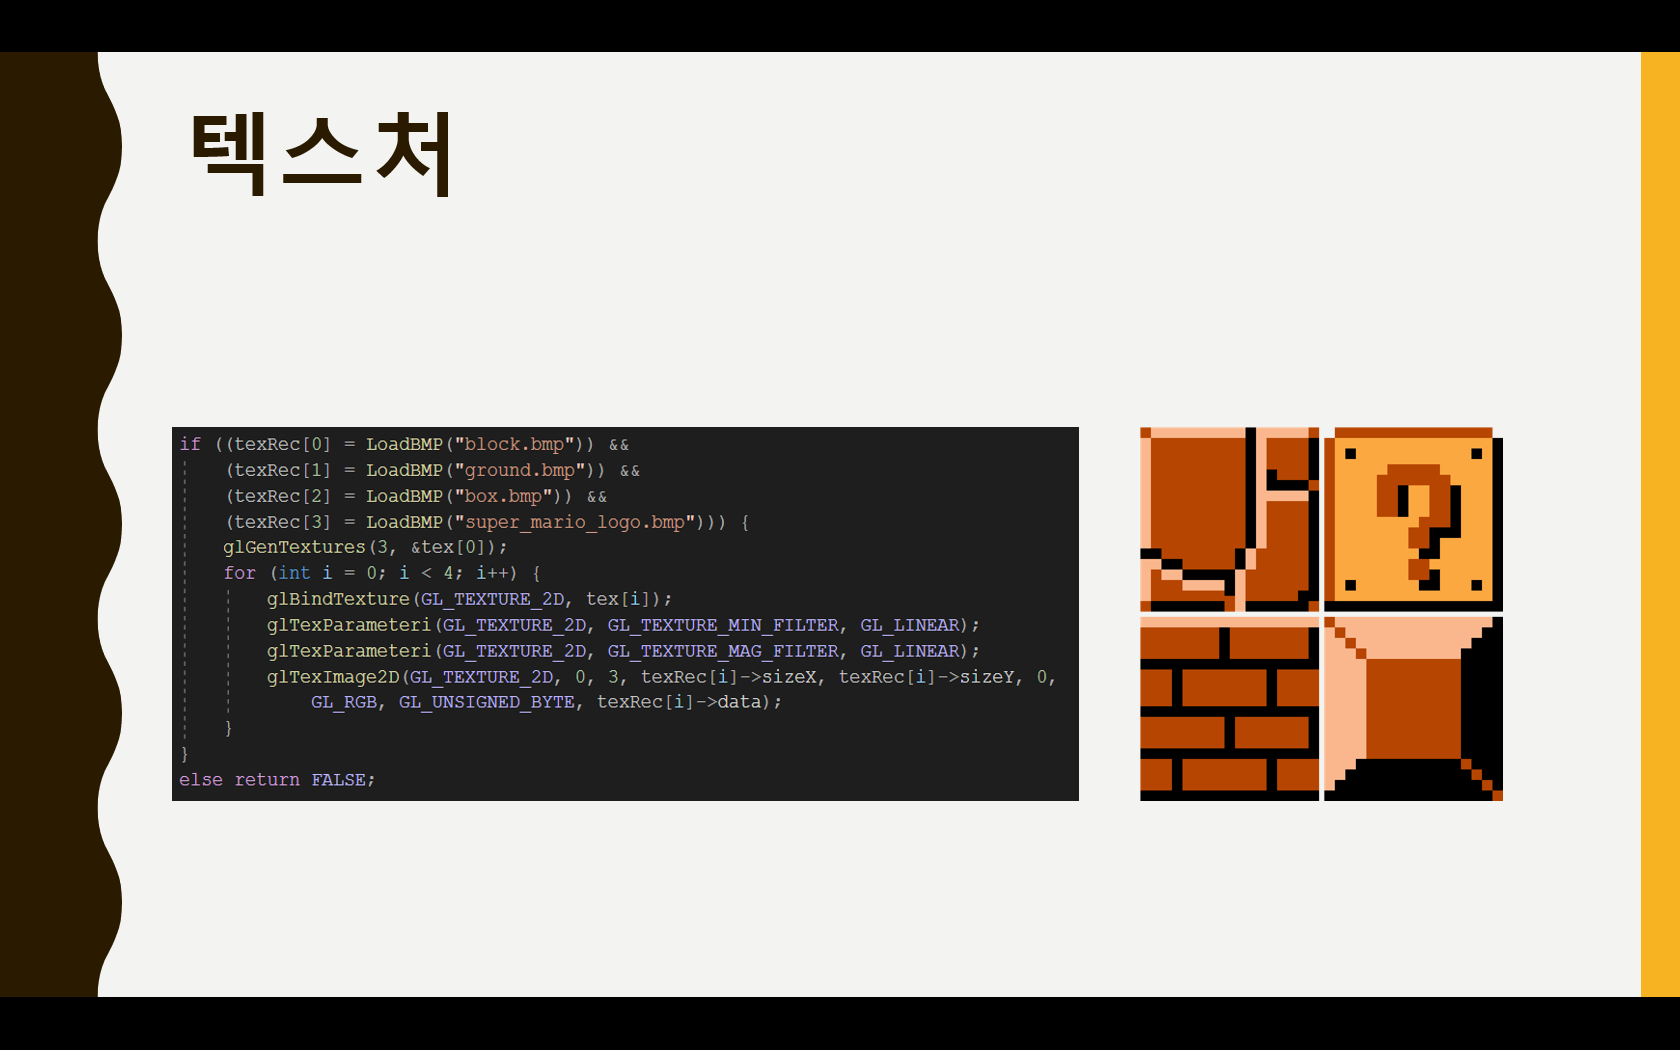 텍스처
if ((texRec[0] = LoadBMP("block.bmp")) &&
(texRec[1] = LoadBMP("ground.bmp")) &&
(texRec[2] = LoadBMP("box.bmp")) &&
(texRec[3] = LoadBMP("super_mario_logo.bmp"))) {
glGenTextures(3, &tex[0]);
for (int i = 0; i < 4; i++) {
glBindTexture(GL_TEXTURE_2D, tex[i]);
glTexParameteri(GL_TEXTURE_2D, GL_TEXTURE_MIN_FILTER, GL_LINEAR);
glTexParameteri(GL_TEXTURE_2D, GL_TEXTURE_MAG_FILTER, GL_LINEAR);
glTexImage2D(GL_TEXTURE_2D, 0, 3, texRec[i]->sizeX, texRec[i]->sizeY, 0,
GL_RGB, GL_UNSIGNED_BYTE, texRec[i]->data);
}
}
else return FALSE;
?